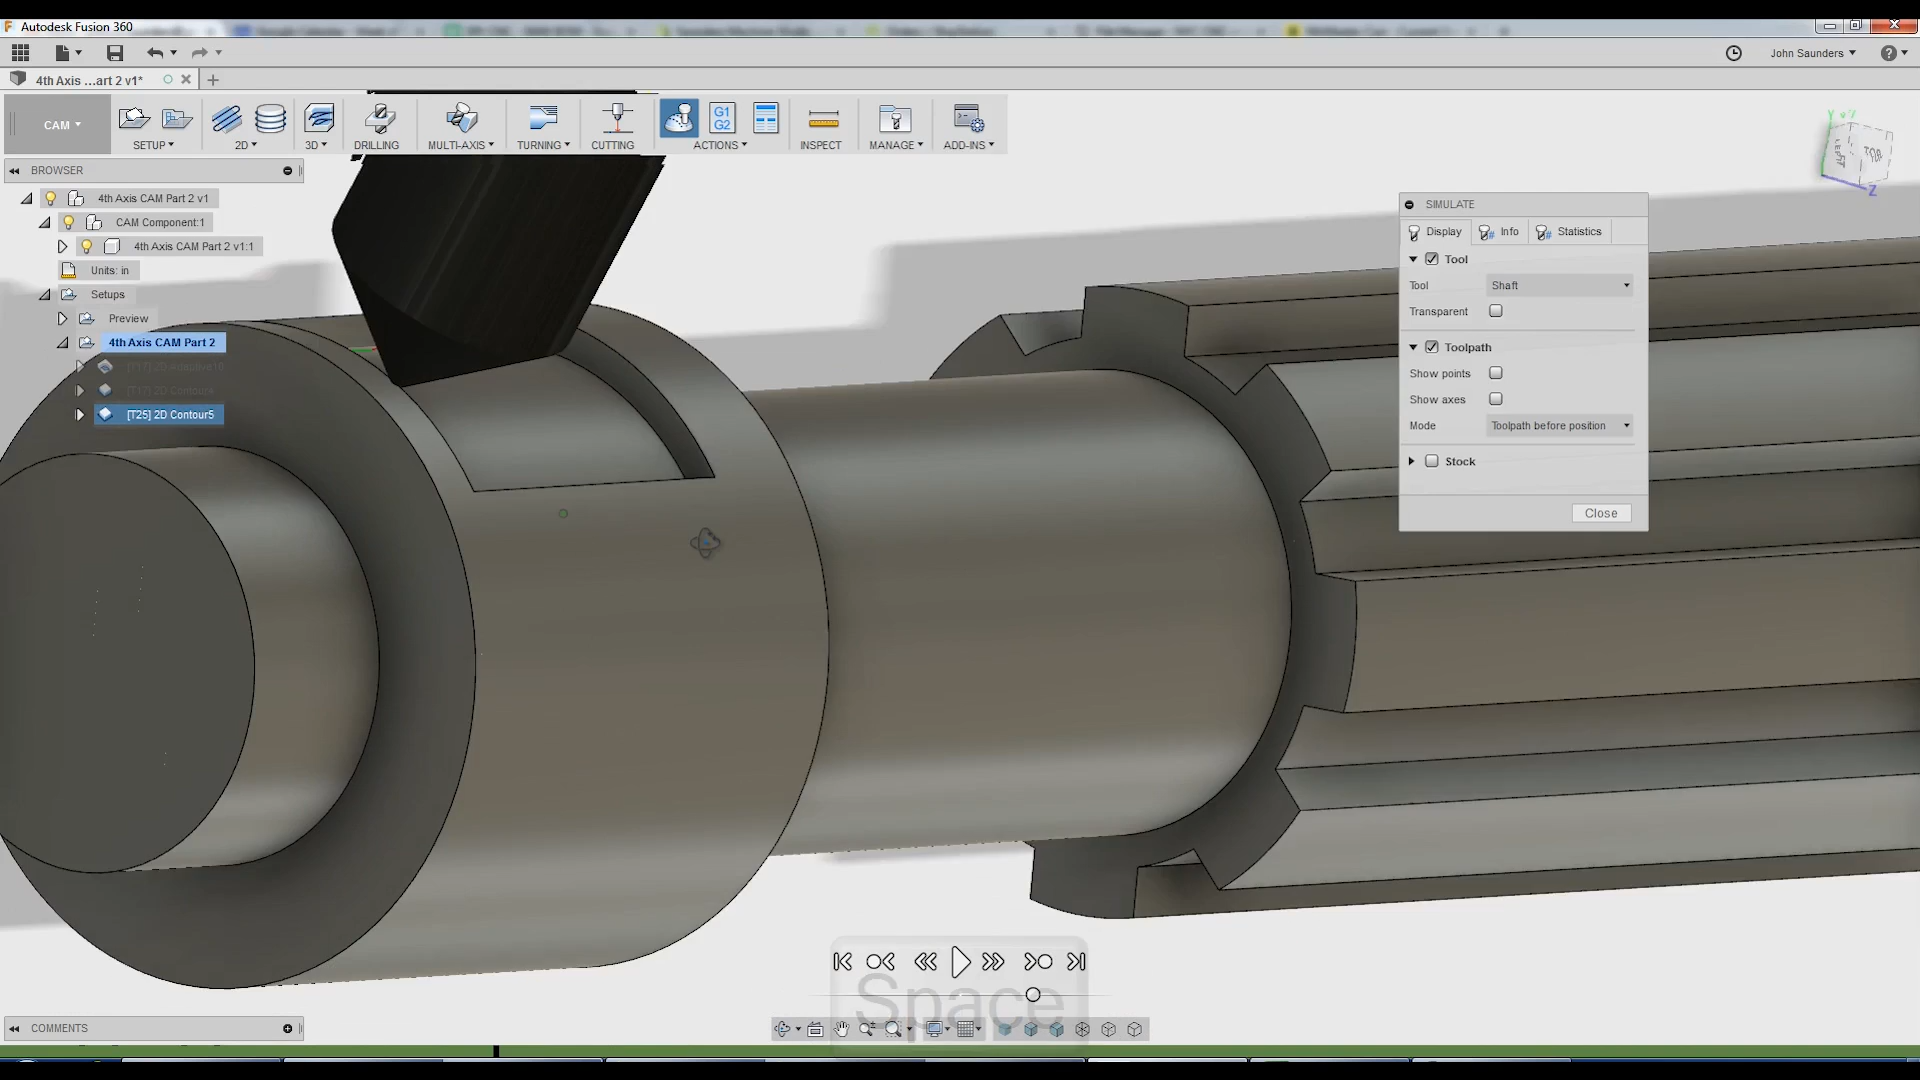 Autodesk Fusion 360
John Saunders
4th Axis ...art 2 v1*
CAM
G1
G2
SETUP
2D
3D
DRILLING
MULTI-AXIS
TURNING
CUTTING
ACTIONS
INSPECT
MANAGE
ADD-INS
BROWSER
4th Axis CAM Part 2 v1
CAM Component:1
4th Axis CAM Part 2 v1:1
Units: in
Setups
Preview
4th Axis CAM Part 2
[T25] 2D Contour5
Y
TOP
LEFT
Z
SIMULATE
Display
Info
Statistics
Tool
Tool
Shaft
Transparent
Toolpath
Show points
Show axes
Mode
Toolpath before position
Stock
Close
Space
COMMENTS